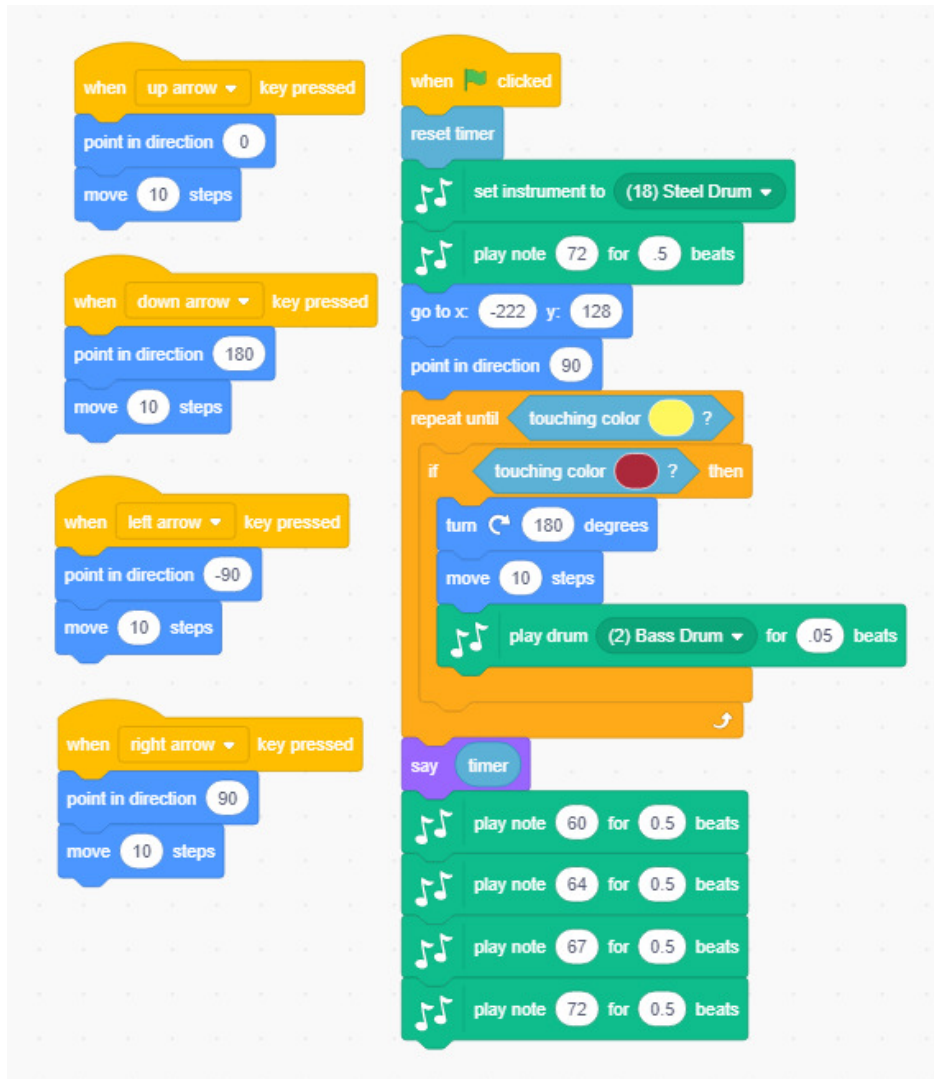 when up arrow key pressed
point in direction 0
move 10 steps
when down arrow key pressed
point in direction 180
move 10 steps
when left arrow key pressed
point in direction -90
move 10 steps
when right arrow key pressed
point in direction 90
move 10 steps
when clicked
reset timer
set instrument to (18) Steel Drum
play note 72 for .5 beats
go to x: -222 y: 128
point in direction 90
repeat until touching color ?
if touching color ? then
turn 180 degrees
move 10 steps
play drum (2) Bass Drum for .05 beats
say timer
play note 60 for 0.5 beats
play note 64 for 0.5 beats
play note 67 for 0.5 beats
play note 72 for 0.5 beats